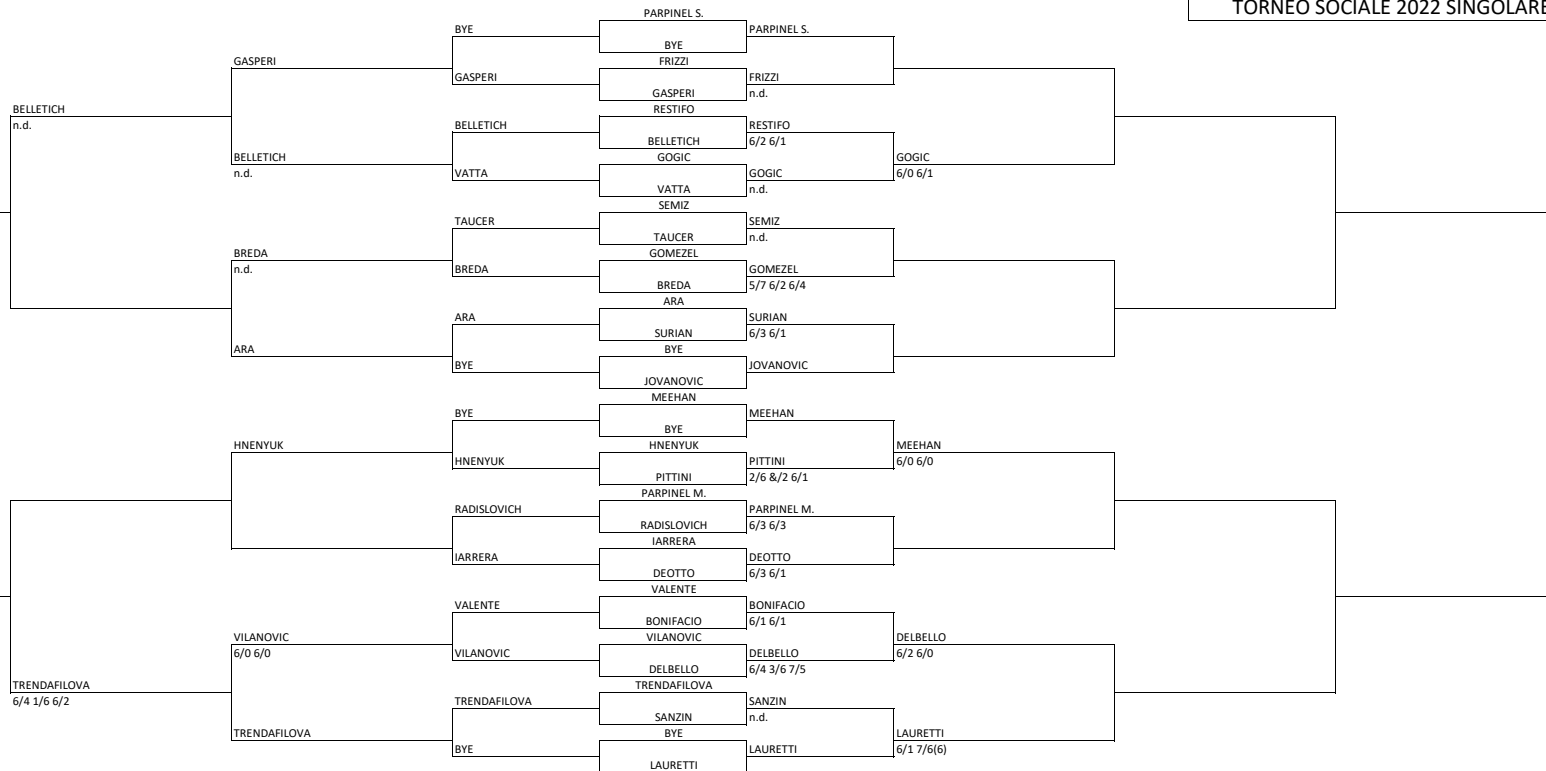 TORNEO SOCIALE 2022 SINGOLARE
PARPINEL S.
BYE
PARPINEL S.
BYE
GASPERI
FRIZZI
GASPERI
FRIZZI
GASPERI
n.d.
BELLETICH
n.d.
RESTIFO
BELLETICH
RESTIFO
BELLETICH
6/2 6/1
BELLETICH
n.d.
GOGIC
GOGIC
6/0 6/1
VATTA
GOGIC
VATTA
n.d.
SEMIZ
TAUCER
SEMIZ
TAUCER
n.d.
BREDA
n.d.
GOMEZEL
BREDA
GOMEZEL
BREDA
5/7 6/2 6/4
ARA
ARA
SURIAN
SURIAN
6/3 6/1
ARA
BYE
BYE
JOVANOVIC
JOVANOVIC
MEEHAN
BYE
MEEHAN
BYE
HNENYUK
HNENYUK
MEEHAN
6/0 6/0
HNENYUK
PITTINI
PITTINI
2/6 &/2 6/1
PARPINEL M.
RADISLOVICH
PARPINEL M.
RADISLOVICH
6/3 6/3
IARRERA
IARRERA
DEOTTO
DEOTTO
6/3 6/1
VALENTE
VALENTE
BONIFACIO
BONIFACIO
6/1 6/1
VILANOVIC
6/0 6/0
VILANOVIC
DELBELLO
6/2 6/0
VILANOVIC
DELBELLO
DELBELLO
6/4 3/6 7/5
TRENDAFILOVA
6/4 1/6 6/2
TRENDAFILOVA
TRENDAFILOVA
SANZIN
SANZIN
n.d.
TRENDAFILOVA
BYE
LAURETTI
6/1 7/6(6)
BYE
LAURETTI
LAURETTI